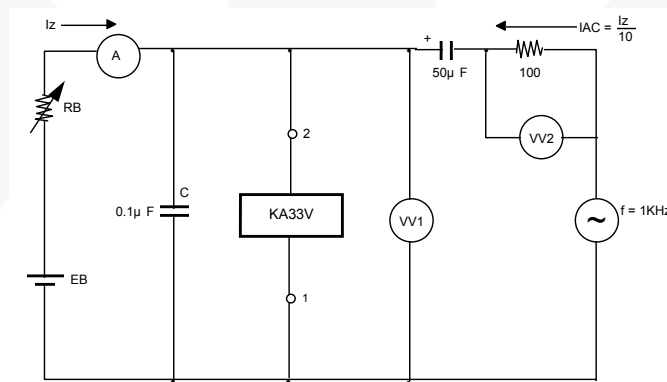 Iz
A
RB
EB
C
0.1µ F
2
KA33V
1
VV1
+
50µ F
IAC = Iz/10
100
VV2
f = 1KHz
~